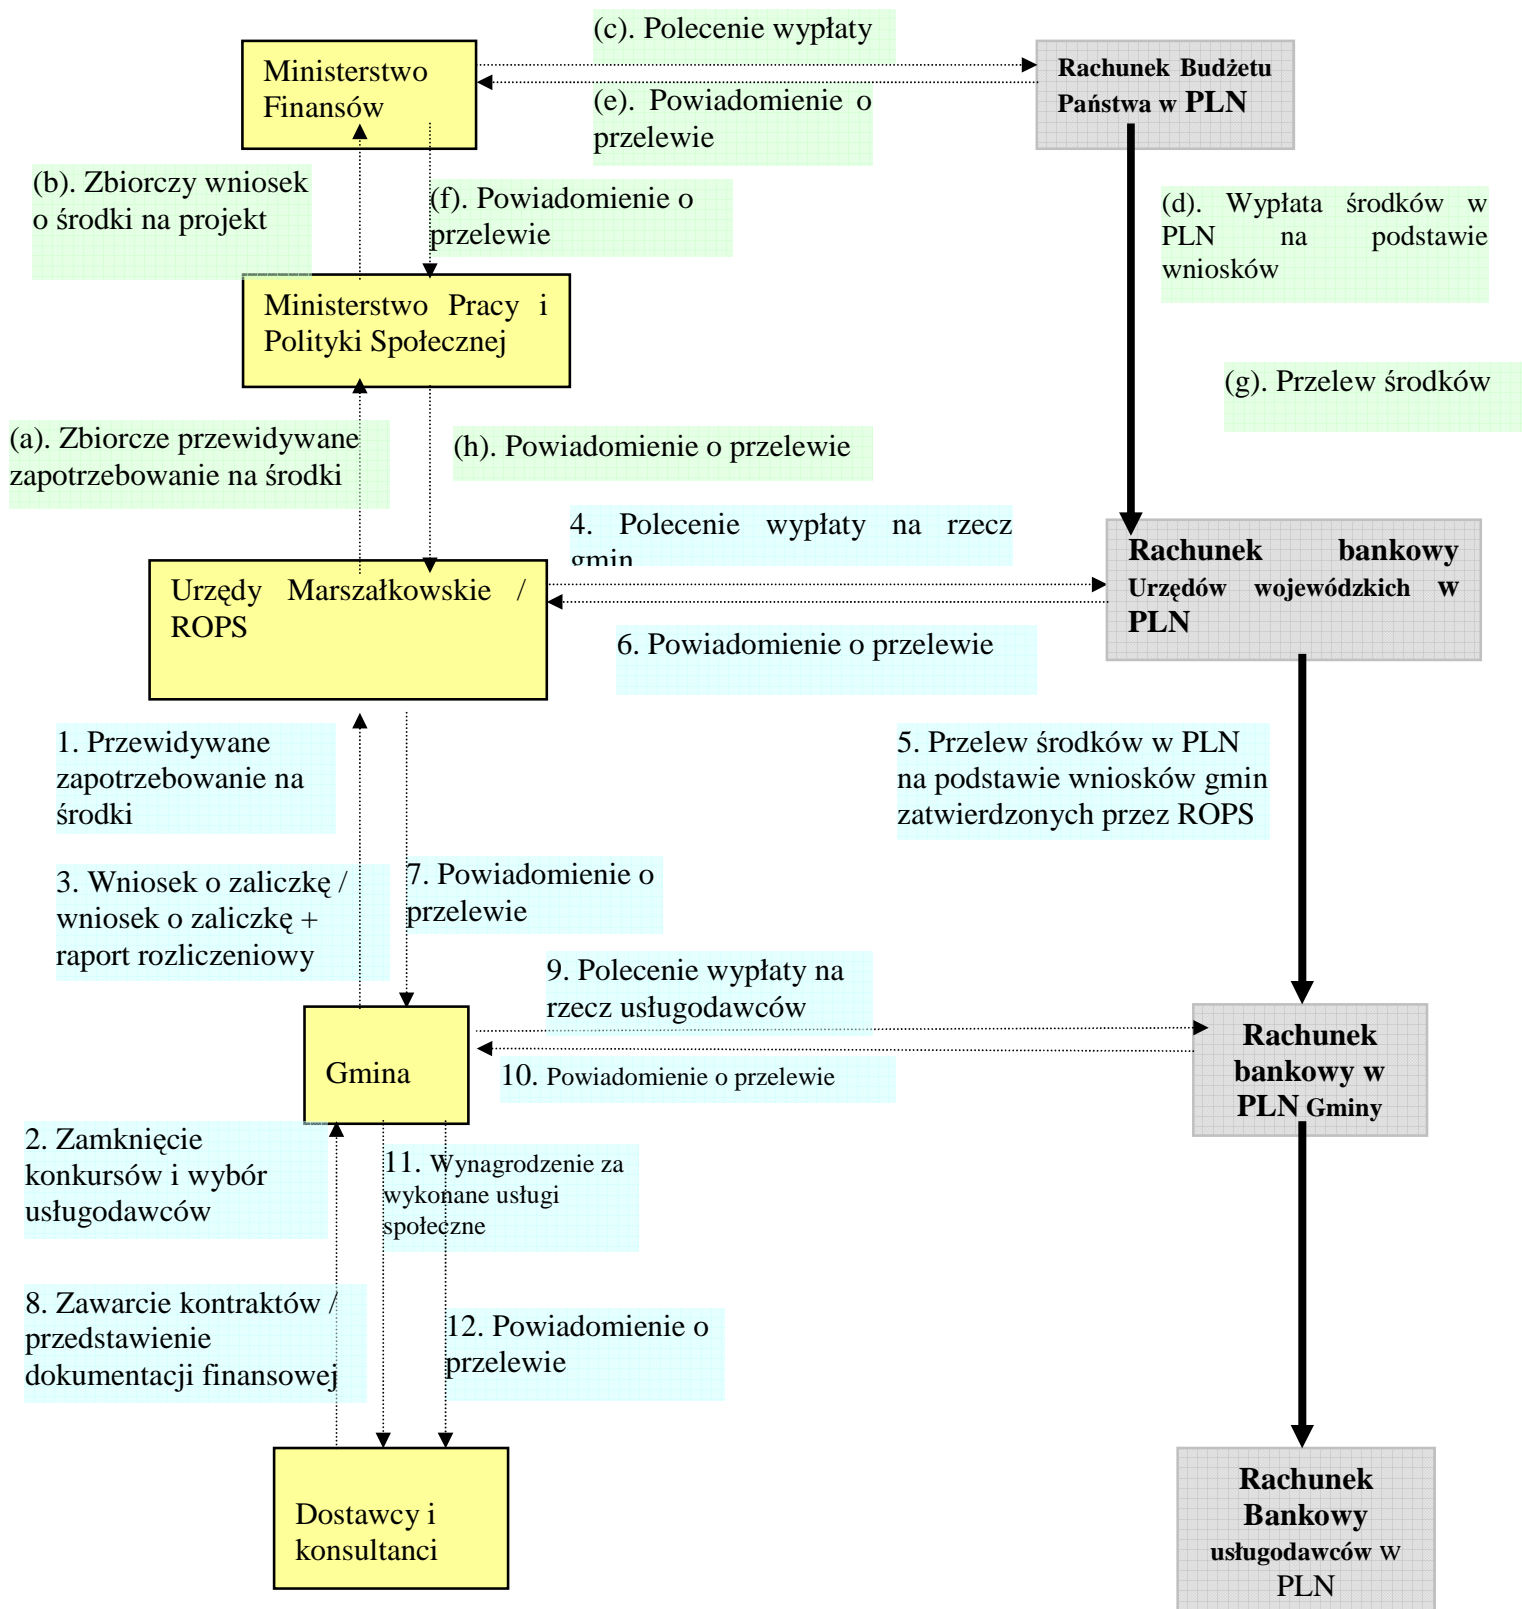 (c). Polecenie wypłaty
Ministerstwo
Finansów
Rachunek Budżetu
Państwa w PLN
(e). Powiadomienie o
przelewie
(b). Zbiorczy wniosek
o środki na projekt
(f). Powiadomienie o
przelewie
(d). Wypłata środków w
PLN na podstawie
wniosków
Ministerstwo Pracy i
Polityki Społecznej
(g). Przelew środków
(a). Zbiorcze przewidywane
zapotrzebowanie na środki
(h). Powiadomienie o przelewie
4. Polecenie wypłaty na rzecz
gmin
Rachunek bankowy
Urzędów wojewódzkich w
PLN
Urzędy Marszałkowskie /
ROPS
6. Powiadomienie o przelewie
1. Przewidywane
zapotrzebowanie na
środki
5. Przelew środków w PLN
na podstawie wniosków gmin
zatwierdzonych przez ROPS
3. Wniosek o zaliczkę /
wniosek o zaliczkę +
raport rozliczeniowy
7. Powiadomienie o
przelewie
9. Polecenie wypłaty na
rzecz usługodawców
Gmina
10. Powiadomienie o przelewie
Rachunek
bankowy w
PLN Gminy
2. Zamknięcie
konkursów i wybór
usługodawców
11. Wynagrodzenie za
wykonane usługi
społeczne
8. Zawarcie kontraktów /
przedstawienie
dokumentacji finansowej
12. Powiadomienie o
przelewie
Dostawcy i
konsultanci
Rachunek
Bankowy
usługodawców w
PLN